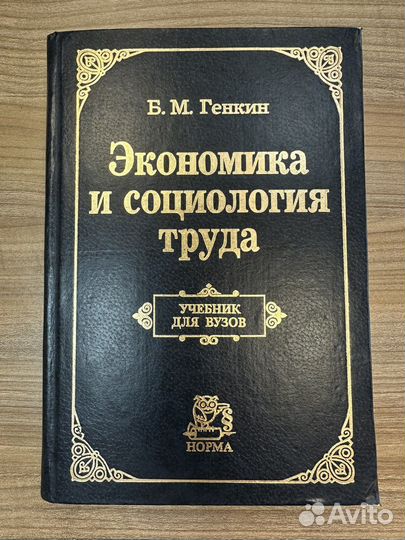 Б. М. Генкин
Экономика
и социология
труда
УЧЕБНИК
ДЛЯ ВУЗОВ
НОРМА
Avito